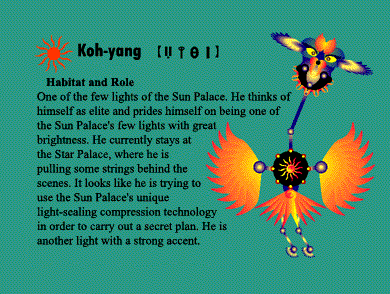 Koh-yang 【ЦТӨІ】
Habitat and Role
One of the few lights of the Sun Palace. He thinks of
himself as elite and prides himself on being one of
the Sun Palace's few lights with great
brightness. He currently stays at
the Star Palace, where he is
pulling some strings behind the
scenes. It looks like he is trying to
use the Sun Palace's unique
light-sealing compression technology
in order to carry out a secret plan. He is
another light with a strong accent.